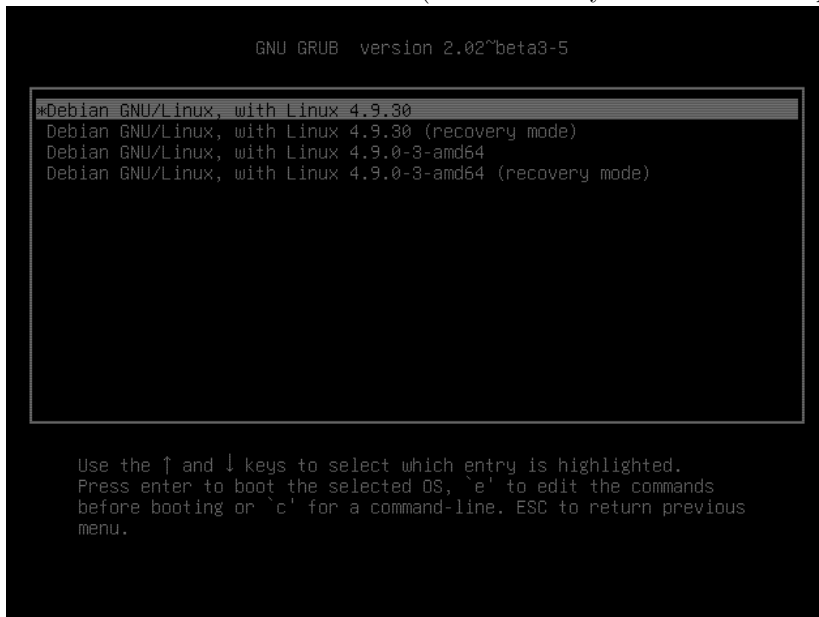 GNU GRUB version 2.02~beta3-5
*Debian GNU/Linux, with Linux 4.9.30
Debian GNU/Linux, with Linux 4.9.30 (recovery mode)
Debian GNU/Linux, with Linux 4.9.0-3-amd64
Debian GNU/Linux, with Linux 4.9.0-3-amd64 (recovery mode)
Use the ↑ and ↓ keys to select which entry is highlighted.
Press enter to boot the selected OS, `e' to edit the commands
before booting or `c' for a command-line. ESC to return previous
menu.